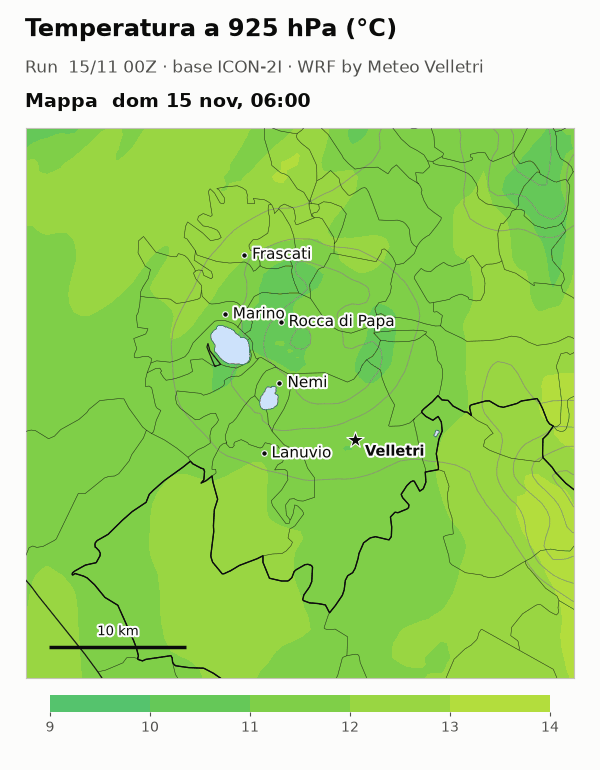 Temperatura a 925 hPa (°C)
Run  15/11 00Z · base ICON-2I · WRF by Meteo Velletri
Mappa  dom 15 nov, 06:00
Frascati
Marino
Rocca di Papa
Nemi
Velletri
Lanuvio
10 km
9 10 11 12 13 14